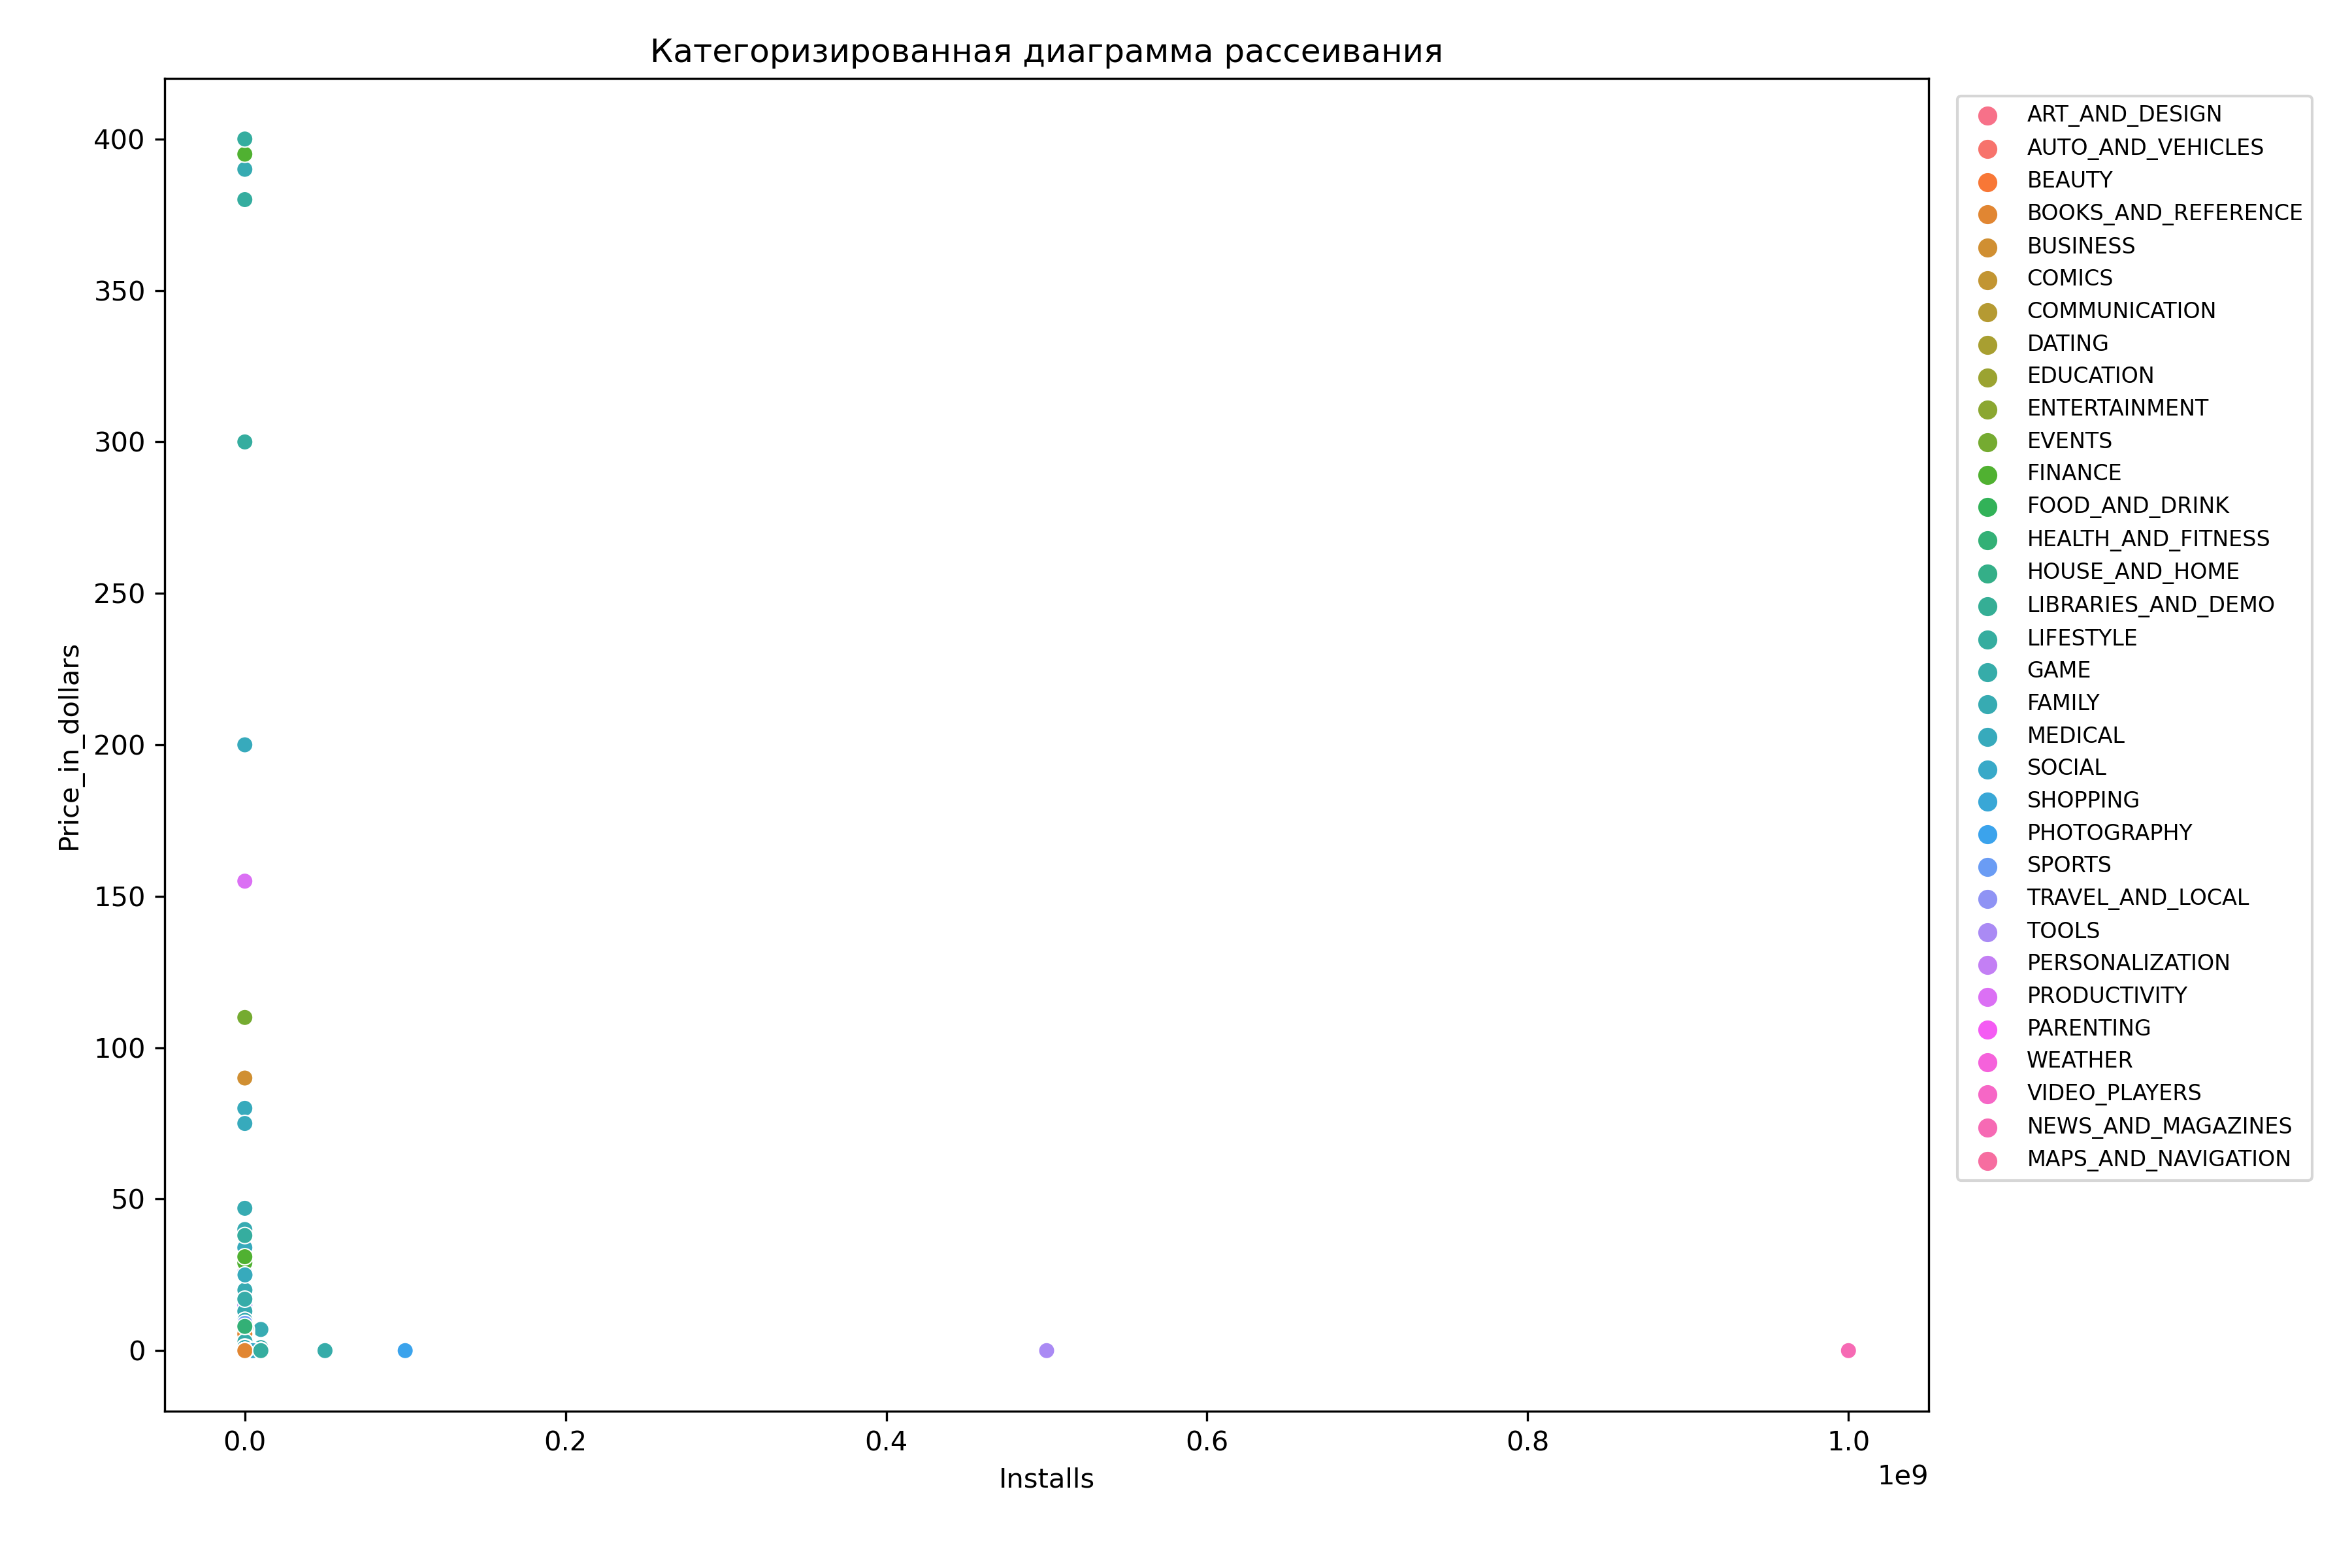 Категоризированная диаграмма рассеивания
400
350
300
250
200
150
100
50
0
Price_in_dollars
0.0 0.2 0.4 0.6 0.8 1.0
1e9
Installs
ART_AND_DESIGN
AUTO_AND_VEHICLES
BEAUTY
BOOKS_AND_REFERENCE
BUSINESS
COMICS
COMMUNICATION
DATING
EDUCATION
ENTERTAINMENT
EVENTS
FINANCE
FOOD_AND_DRINK
HEALTH_AND_FITNESS
HOUSE_AND_HOME
LIBRARIES_AND_DEMO
LIFESTYLE
GAME
FAMILY
MEDICAL
SOCIAL
SHOPPING
PHOTOGRAPHY
SPORTS
TRAVEL_AND_LOCAL
TOOLS
PERSONALIZATION
PRODUCTIVITY
PARENTING
WEATHER
VIDEO_PLAYERS
NEWS_AND_MAGAZINES
MAPS_AND_NAVIGATION